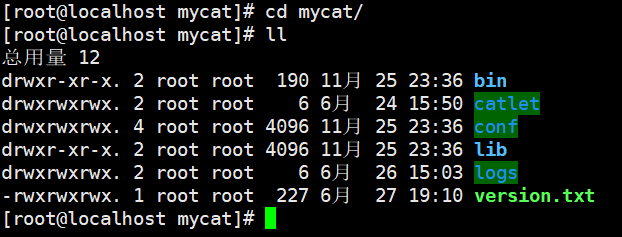 [root@localhost mycat]# cd mycat/
[root@localhost mycat]# ll
总用量 12
drwxr-xr-x. 2 root root  190 11月 25 23:36 bin
drwxrwxrwx. 2 root root    6 6月  24 15:50 catlet
drwxrwxrwx. 4 root root 4096 11月 25 23:36 conf
drwxr-xr-x. 2 root root 4096 11月 25 23:36 lib
drwxrwxrwx. 2 root root    6 6月  26 15:03 logs
-rwxrwxrwx. 1 root root  227 6月  27 19:10 version.txt
[root@localhost mycat]#